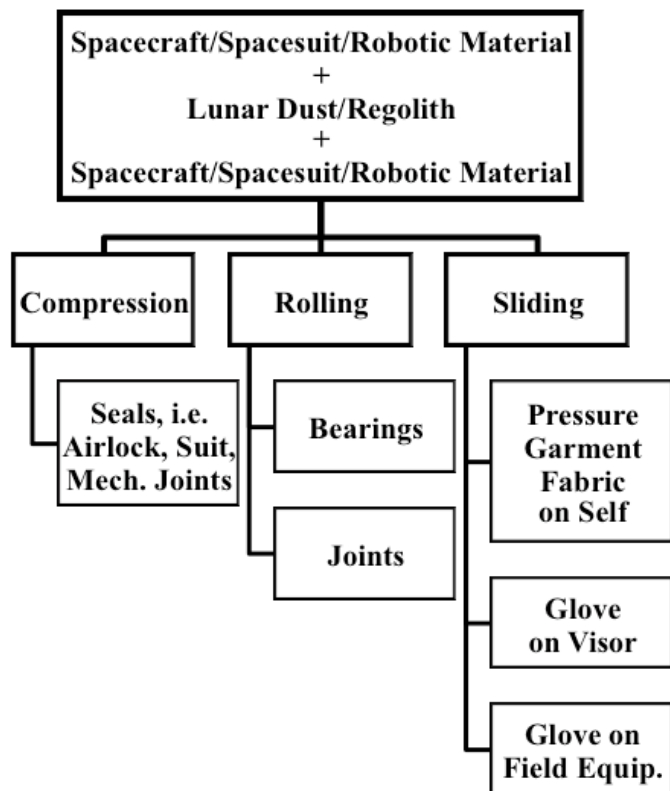 Spacecraft/Spacesuit/Robotic Material
+
Lunar Dust/Regolith
+
Spacecraft/Spacesuit/Robotic Material
Compression
Rolling
Sliding
Seals, i.e.
Airlock, Suit,
Mech. Joints
Bearings
Joints
Pressure
Garment
Fabric
on Self
Glove
on Visor
Glove on
Field Equip.